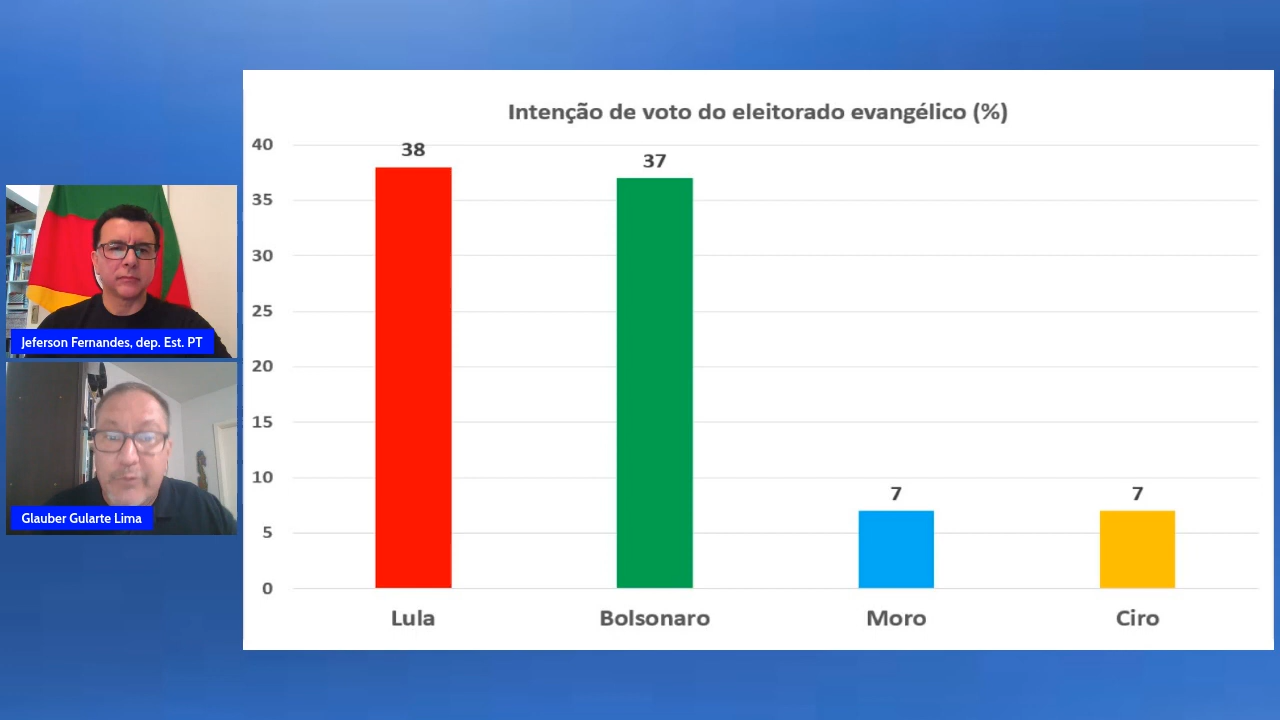 Intenção de voto do eleitorado evangélico (%)
40
35
30
25
20
15
10
5
0
38
37
7
7
Lula
Bolsonaro
Moro
Ciro
Jeferson Fernandes, dep. Est. PT
Glauber Gularte Lima